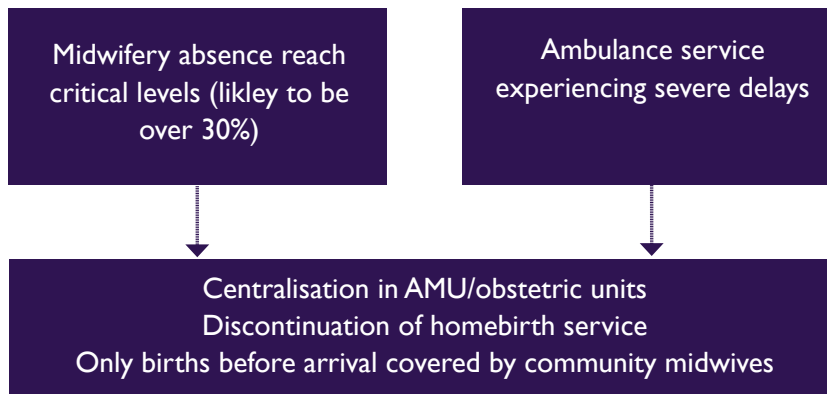 Midwifery absence reach
critical levels (likley to be
over 30%)
Ambulance service
experiencing severe delays
Centralisation in AMU/obstetric units
Discontinuation of homebirth service
Only births before arrival covered by community midwives